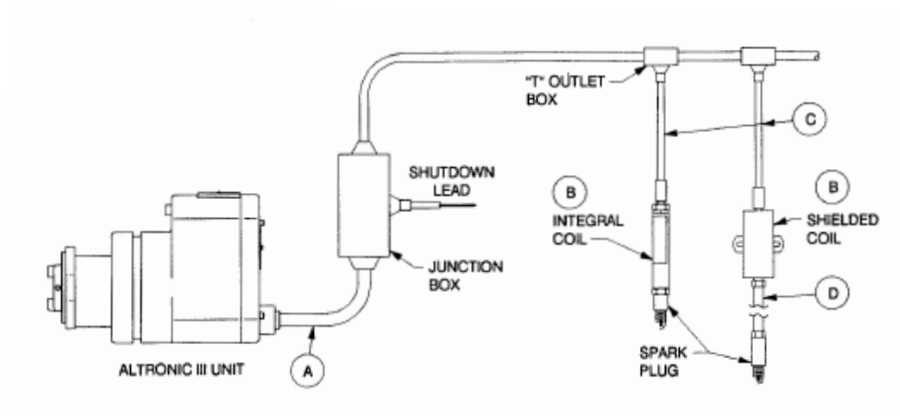 "T" OUTLET
BOX
C
SHUTDOWN
LEAD
B
INTEGRAL
COIL
B
SHIELDED
COIL
JUNCTION
BOX
D
ALTRONIC III UNIT
A
SPARK
PLUG